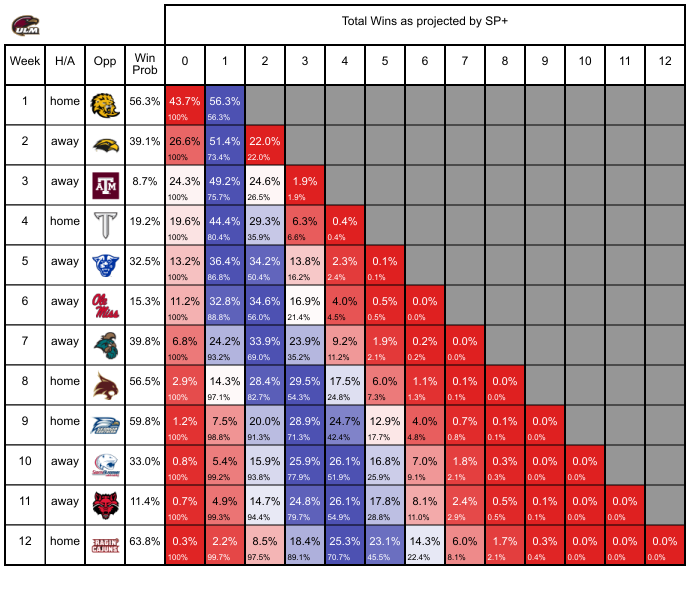 Total Wins as projected by SP+
ULM
Week H/A Opp Win Prob 0 1 2 3 4 5 6 7 8 9 10 11 12
1 home 56.3% 43.7% 56.3%
100% 56.3%
2 away 39.1% 26.6% 51.4% 22.0%
100% 73.4% 22.0%
3 away ATM 8.7% 24.3% 49.2% 24.6% 1.9%
100% 75.7% 26.5% 1.9%
4 home T 19.2% 19.6% 44.4% 29.3% 6.3% 0.4%
100% 80.4% 35.9% 6.6% 0.4%
5 away 32.5% 13.2% 36.4% 34.2% 13.8% 2.3% 0.1%
100% 86.8% 50.4% 16.2% 2.4% 0.1%
6 away Ole Miss 15.3% 11.2% 32.8% 34.6% 16.9% 4.0% 0.5% 0.0%
100% 88.8% 56.0% 21.4% 4.5% 0.5% 0.0%
7 away 39.8% 6.8% 24.2% 33.9% 23.9% 9.2% 1.9% 0.2% 0.0%
100% 93.2% 69.0% 35.2% 11.2% 2.1% 0.2% 0.0%
8 home 56.5% 2.9% 14.3% 28.4% 29.5% 17.5% 6.0% 1.1% 0.1% 0.0%
100% 97.1% 82.7% 54.3% 24.8% 7.3% 1.3% 0.1% 0.0%
9 home 59.8% 1.2% 7.5% 20.0% 28.9% 24.7% 12.9% 4.0% 0.7% 0.1% 0.0%
100% 98.8% 91.3% 71.3% 42.4% 17.7% 4.8% 0.8% 0.1% 0.0%
10 away 33.0% 0.8% 5.4% 15.9% 25.9% 26.1% 16.8% 7.0% 1.8% 0.3% 0.0% 0.0%
100% 99.2% 93.8% 77.9% 51.9% 25.9% 9.1% 2.1% 0.3% 0.0% 0.0%
11 away 11.4% 0.7% 4.9% 14.7% 24.8% 26.1% 17.8% 8.1% 2.4% 0.5% 0.1% 0.0% 0.0%
100% 99.3% 94.4% 79.7% 54.9% 28.8% 11.0% 2.9% 0.5% 0.1% 0.0% 0.0%
12 home RAGIN CAJUNS 63.8% 0.3% 2.2% 8.5% 18.4% 25.3% 23.1% 14.3% 6.0% 1.7% 0.3% 0.0% 0.0% 0.0%
100% 99.7% 97.5% 89.1% 70.7% 45.5% 22.4% 8.1% 2.1% 0.4% 0.0% 0.0% 0.0%